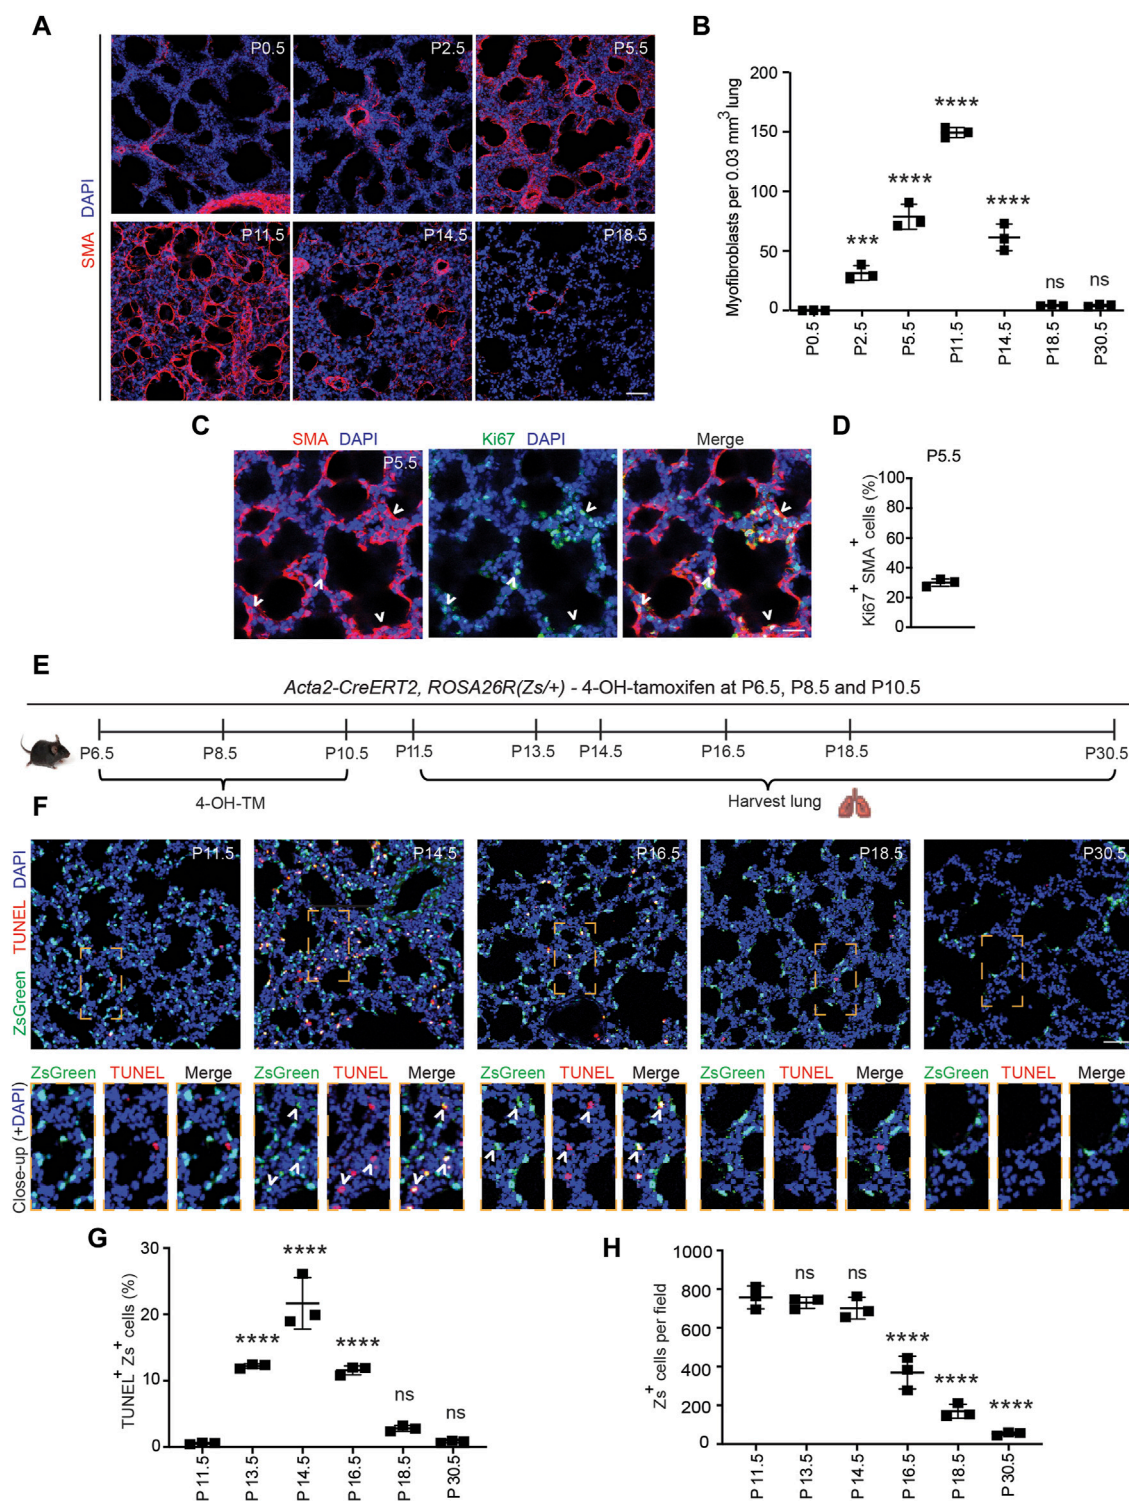 A
SMA DAPI
P0.5
P2.5
P5.5
P11.5
P14.5
P18.5
B
Myofibroblasts per 0.03 mm3 lung
200
150
100
50
0
***
****
****
****
ns
ns
P0.5
P2.5
P5.5
P11.5
P14.5
P18.5
P30.5
C
SMA DAPI
Ki67 DAPI
Merge
P5.5
D
P5.5
Ki67+ SMA+ cells (%)
100
80
60
40
20
0
E
Acta2-CreERT2, ROSA26R(Zs/+) - 4-OH-tamoxifen at P6.5, P8.5 and P10.5
P6.5
P8.5
P10.5
P11.5
P13.5
P14.5
P16.5
P18.5
P30.5
4-OH-TM
Harvest lung
F
ZsGreen TUNEL DAPI
P11.5
P14.5
P16.5
P18.5
P30.5
Close-up (+DAPI)
ZsGreen TUNEL Merge
ZsGreen TUNEL Merge
ZsGreen TUNEL Merge
ZsGreen TUNEL Merge
ZsGreen TUNEL Merge
G
TUNEL+ Zs+ cells (%)
30
20
10
0
****
****
****
ns
ns
P 11.5
P 13.5
P 14.5
P 16.5
P 18.5
P 30.5
H
Zs+ cells per field
1000
800
600
400
200
0
ns
ns
****
****
****
P 11.5
P 13.5
P 14.5
P 16.5
P 18.5
P 30.5